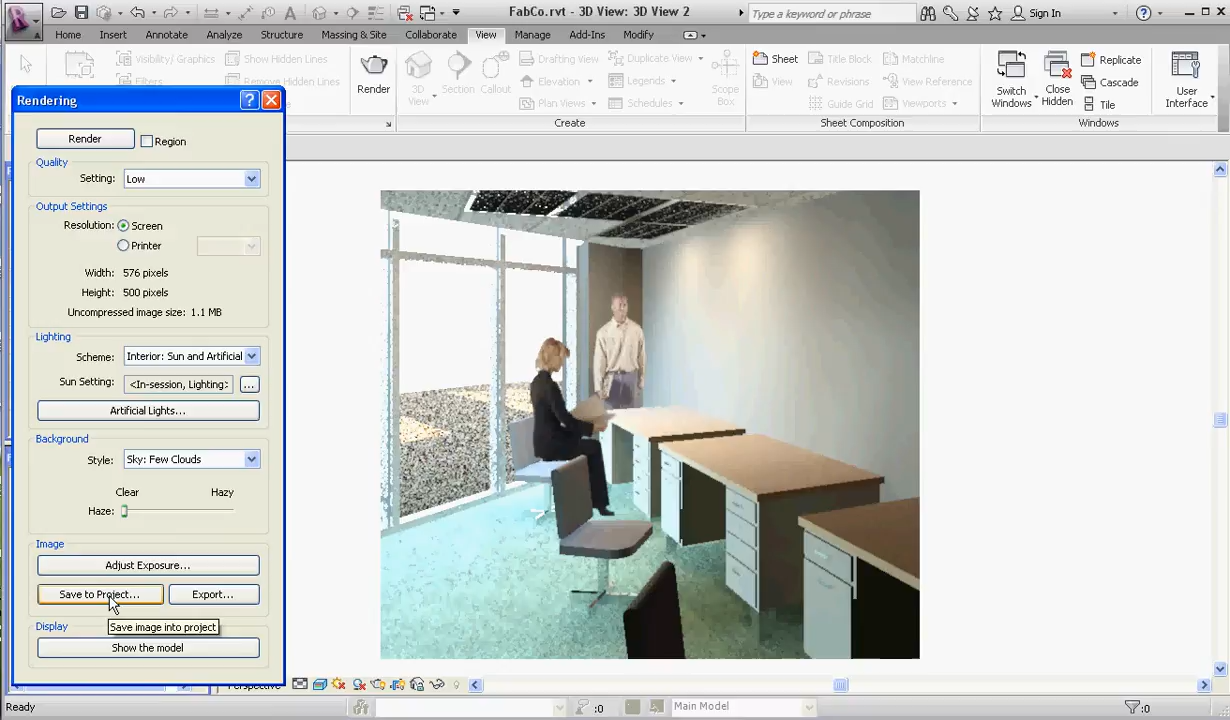 FabCo.rvt - 3D View: 3D View 2
Type a keyword or phrase
Sign In
Home Insert Annotate Analyze Structure Massing & Site Collaborate View Manage Add-Ins Modify
Visibility/ Graphics
Filters
Show Hidden Lines
Remove Hidden Lines
Render
3D View
Section
Callout
Drafting View
Elevation
Plan Views
Duplicate View
Legends
Schedules
Scope Box
Create
Sheet
View
Title Block
Revisions
Guide Grid
Matchline
View Reference
Viewports
Sheet Composition
Switch Windows
Close Hidden
Replicate
Cascade
Tile
Windows
User Interface
Rendering
Render
Region
Quality
Setting: Low
Output Settings
Resolution: Screen
Printer
Width: 576 pixels
Height: 500 pixels
Uncompressed image size: 1.1 MB
Lighting
Scheme: Interior: Sun and Artificial
Sun Setting: <In-session, Lighting> ...
Artificial Lights...
Background
Style: Sky: Few Clouds
Clear Hazy
Haze:
Image
Adjust Exposure...
Save to Project... Export...
Save image into project
Display
Show the model
Perspective
Ready
:0
Main Model
:0